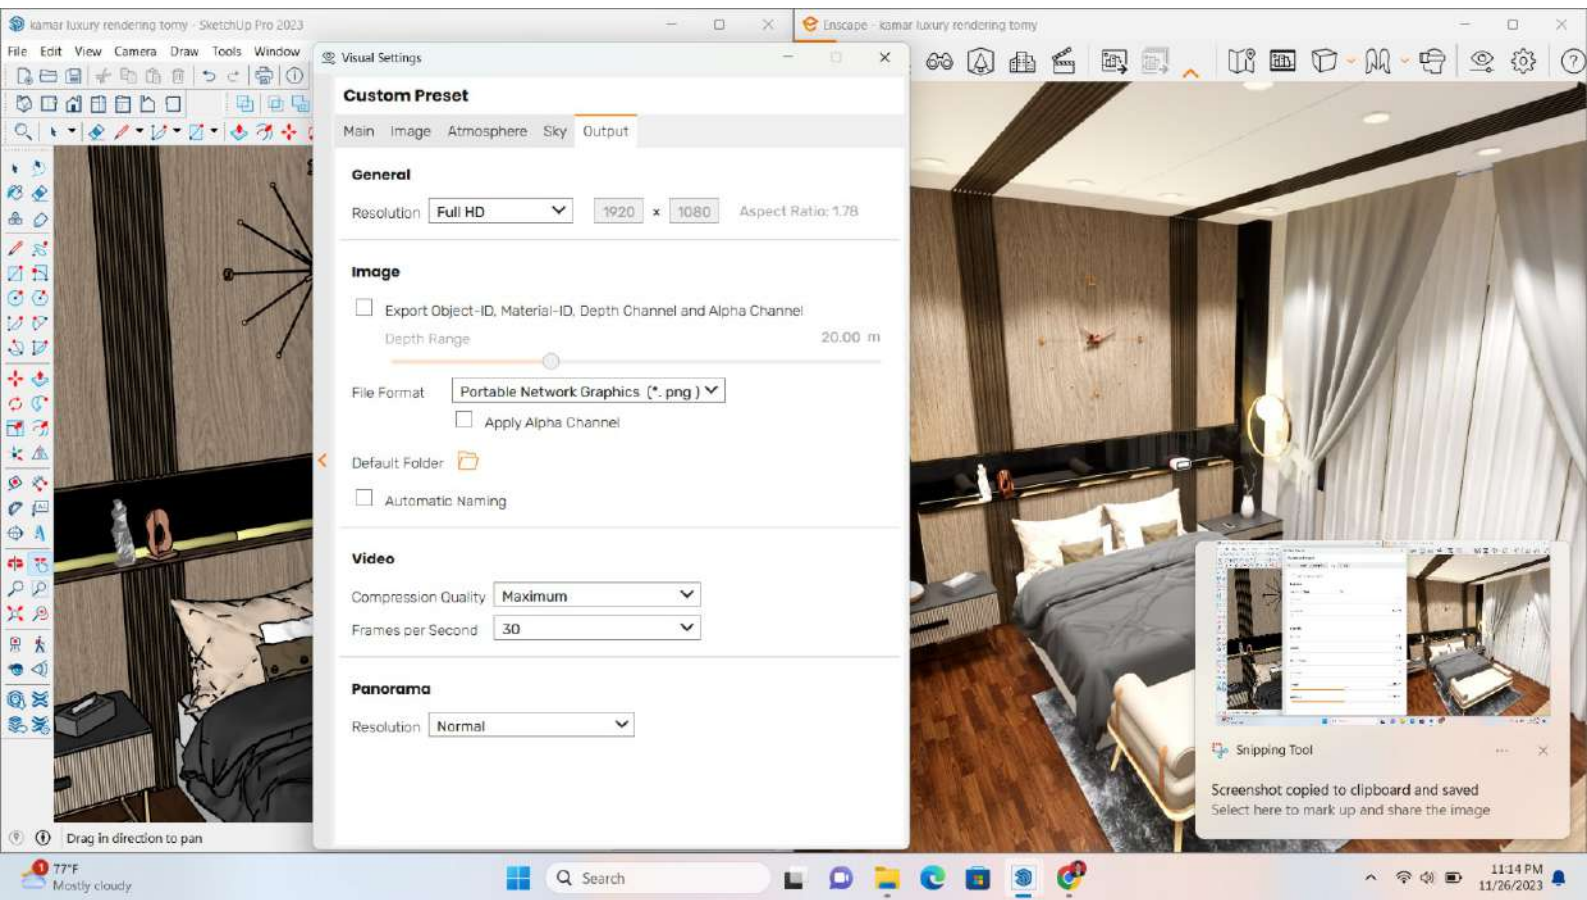 kamar luxury rendering tomy - SketchUp Pro 2023
File Edit View Camera Draw Tools Window
Enscape - kamar luxury rendering tomy
Visual Settings
Custom Preset
Main Image Atmosphere Sky Output
General
Resolution Full HD 1920 x 1080 Aspect Ratio: 1.78
Image
Export Object-ID, Material-ID, Depth Channel and Alpha Channel
Depth Range 20.00 m
File Format Portable Network Graphics (*. png )
Apply Alpha Channel
Default Folder
Automatic Naming
Video
Compression Quality Maximum
Frames per Second 30
Panorama
Resolution Normal
Snipping Tool
Screenshot copied to clipboard and saved
Select here to mark up and share the image
Drag in direction to pan
1
77°F
Mostly cloudy
Search
11:14 PM
11/26/2023